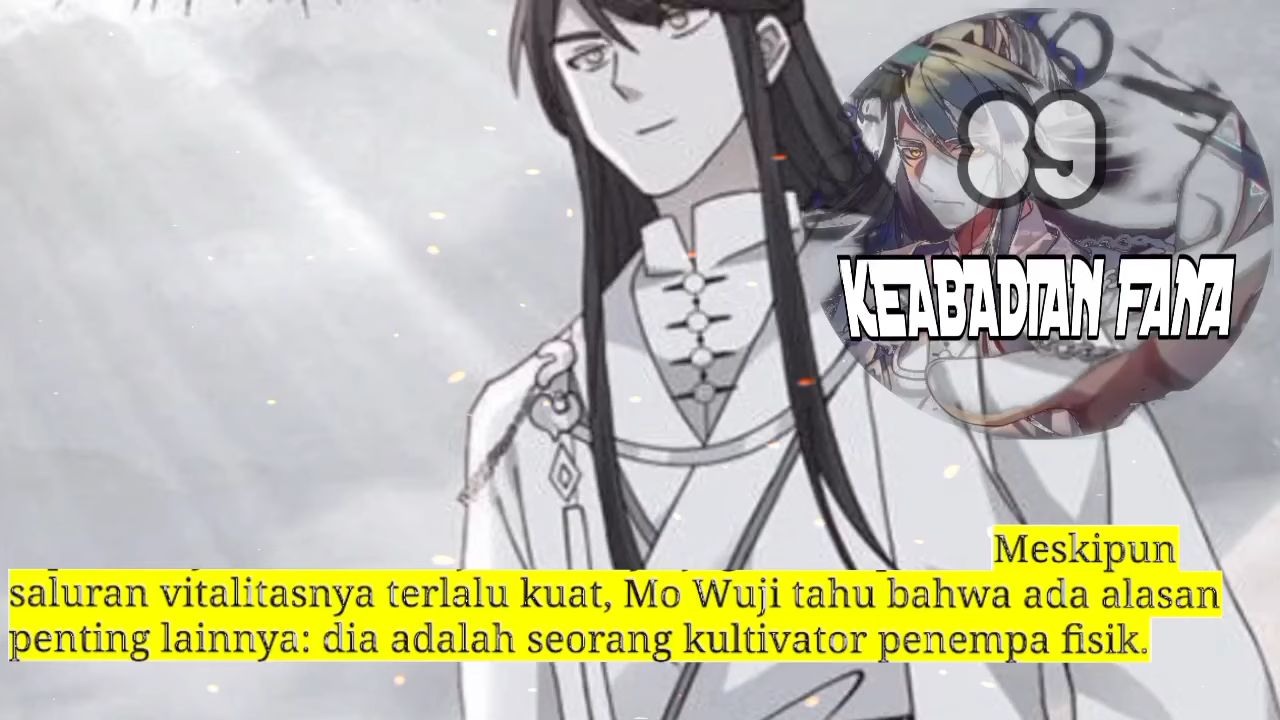 89
KEABADIAN FANA
Meskipun
saluran vitalitasnya terlalu kuat, Mo Wuji tahu bahwa ada alasan
penting lainnya: dia adalah seorang kultivator penempa fisik.